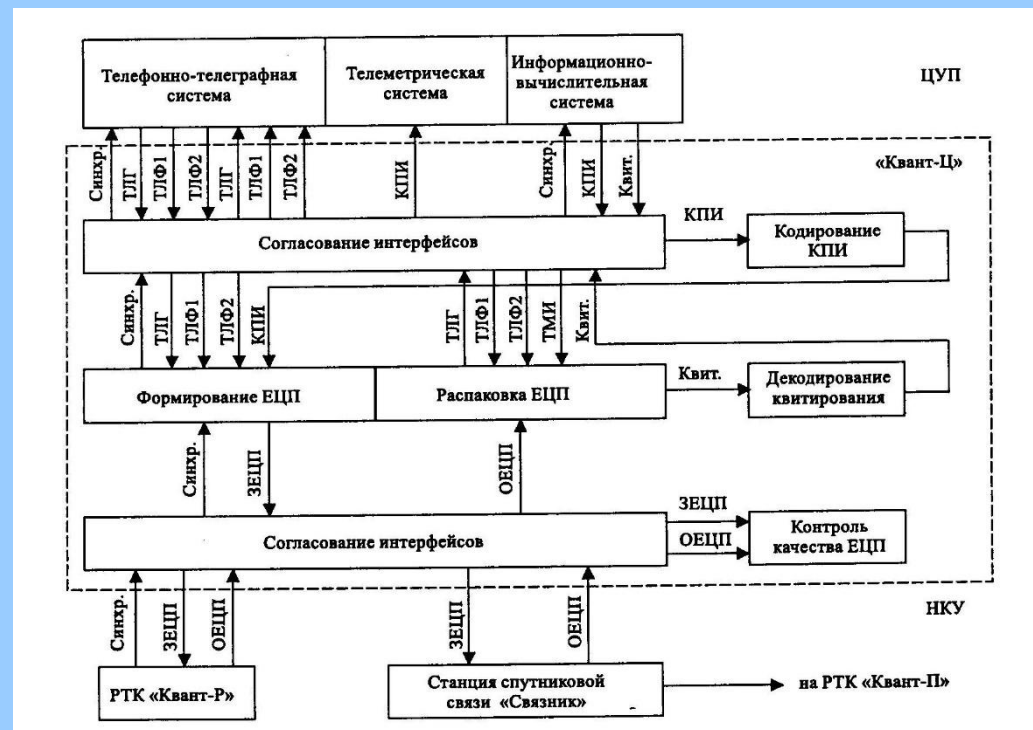 Телефонно-телеграфная
система
Телеметрическая
система
Информационно-
вычислительная
система
ЦУП
«Квант-Ц»
Синхр.
ТЛГ
ТЛФ1
ТЛФ2
ТЛГ
ТЛФ1
ТЛФ2
КПИ
Синхр.
КПИ
Квит.
Согласование интерфейсов
КПИ
Кодирование
КПИ
Синхр.
ТЛГ
ТЛФ1
ТЛФ2
КПИ
ТЛГ
ТЛФ1
ТЛФ2
ТМИ
Квит.
Формирование ЕЦП
Распаковка ЕЦП
Квит.
Декодирование
квитирования
Синхр.
ЗЕЦП
ОЕЦП
Согласование интерфейсов
ЗЕЦП
ОЕЦП
Контроль
качества ЕЦП
НКУ
Синхр.
ЗЕЦП
ОЕЦП
ЗЕЦП
ОЕЦП
РТК «Квант-Р»
Станция спутниковой
связи «Связник»
на РТК «Квант-П»